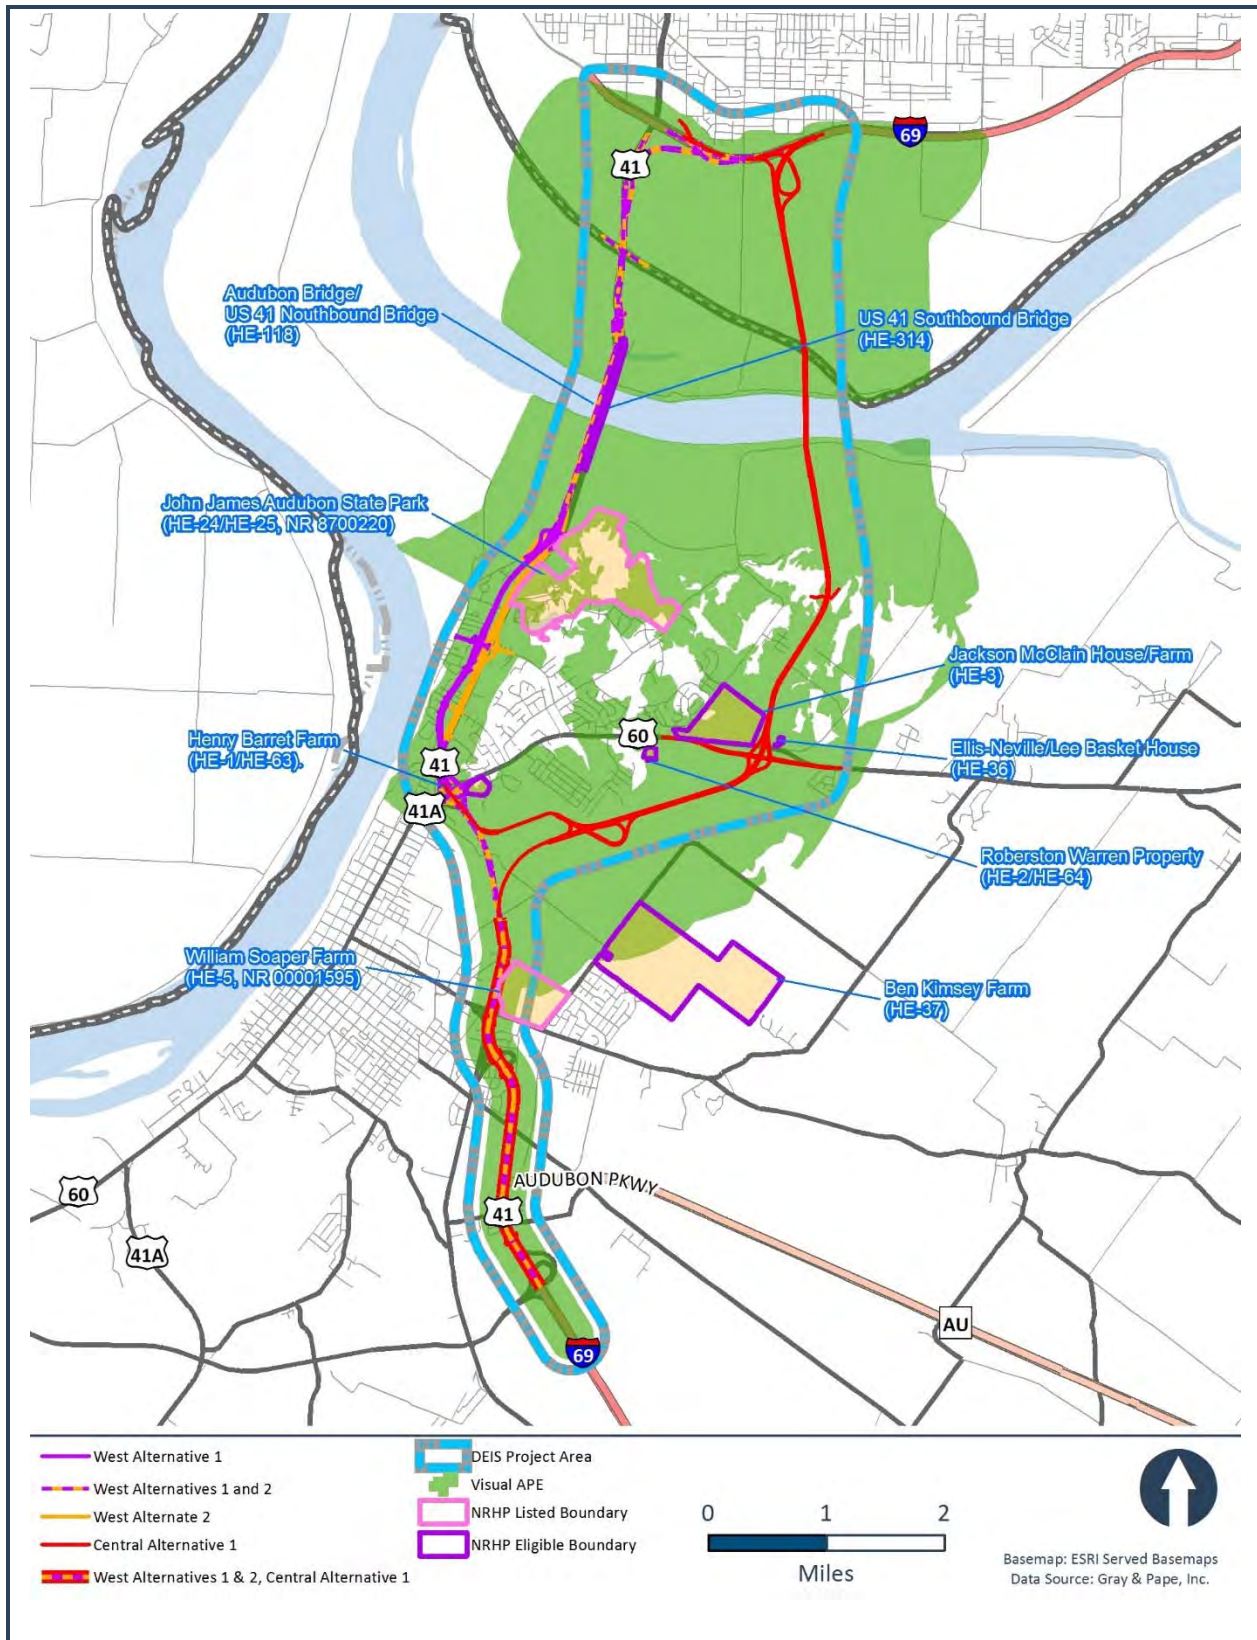 69
41
Audubon Bridge/
US 41 Nouthbound Bridge
(HE-118)
US 41 Southbound Bridge
(HE-314)
John James Audubon State Park
(HE-24/HE-25, NR 8700220)
Jackson McClain House/Farm
(HE-3)
60
Henry Barret Farm
(HE-1/HE-63).
41
Ellis-Neville/Lee Basket House
(HE-36)
41A
Roberston Warren Property
(HE-2/HE-64)
William Soaper Farm
(HE-5, NR 00001595)
Ben Kimsey Farm
(HE-37)
AUDUBON PKWY
60
41
41A
AU
69
West Alternative 1
West Alternatives 1 and 2
West Alternate 2
Central Alternative 1
West Alternatives 1 & 2, Central Alternative 1
DEIS Project Area
Visual APE
NRHP Listed Boundary
NRHP Eligible Boundary
0 1 2
Miles
Basemap: ESRI Served Basemaps
Data Source: Gray & Pape, Inc.